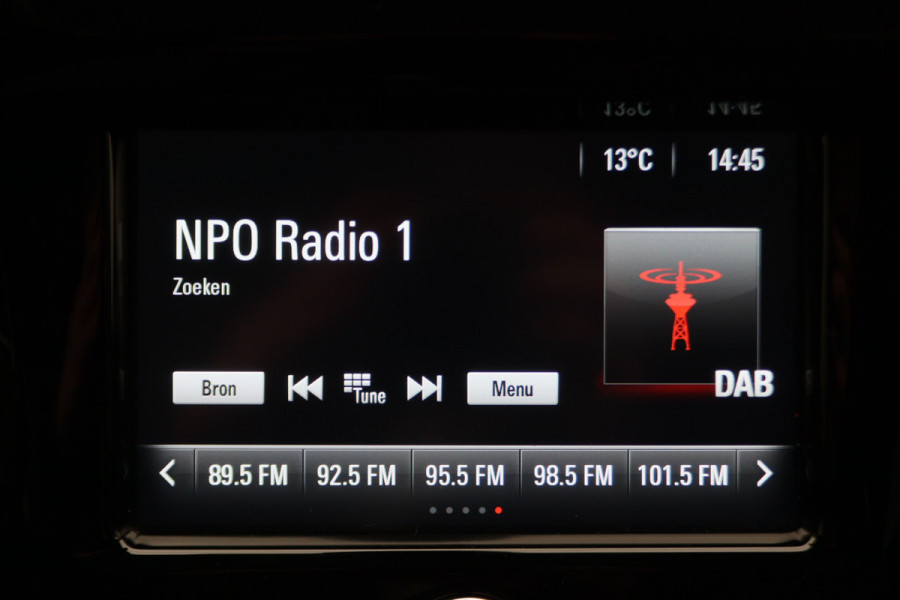 13°C 14:45
NPO Radio 1
Zoeken
DAB
Bron Tune Menu
89.5 FM 92.5 FM 95.5 FM 98.5 FM 101.5 FM